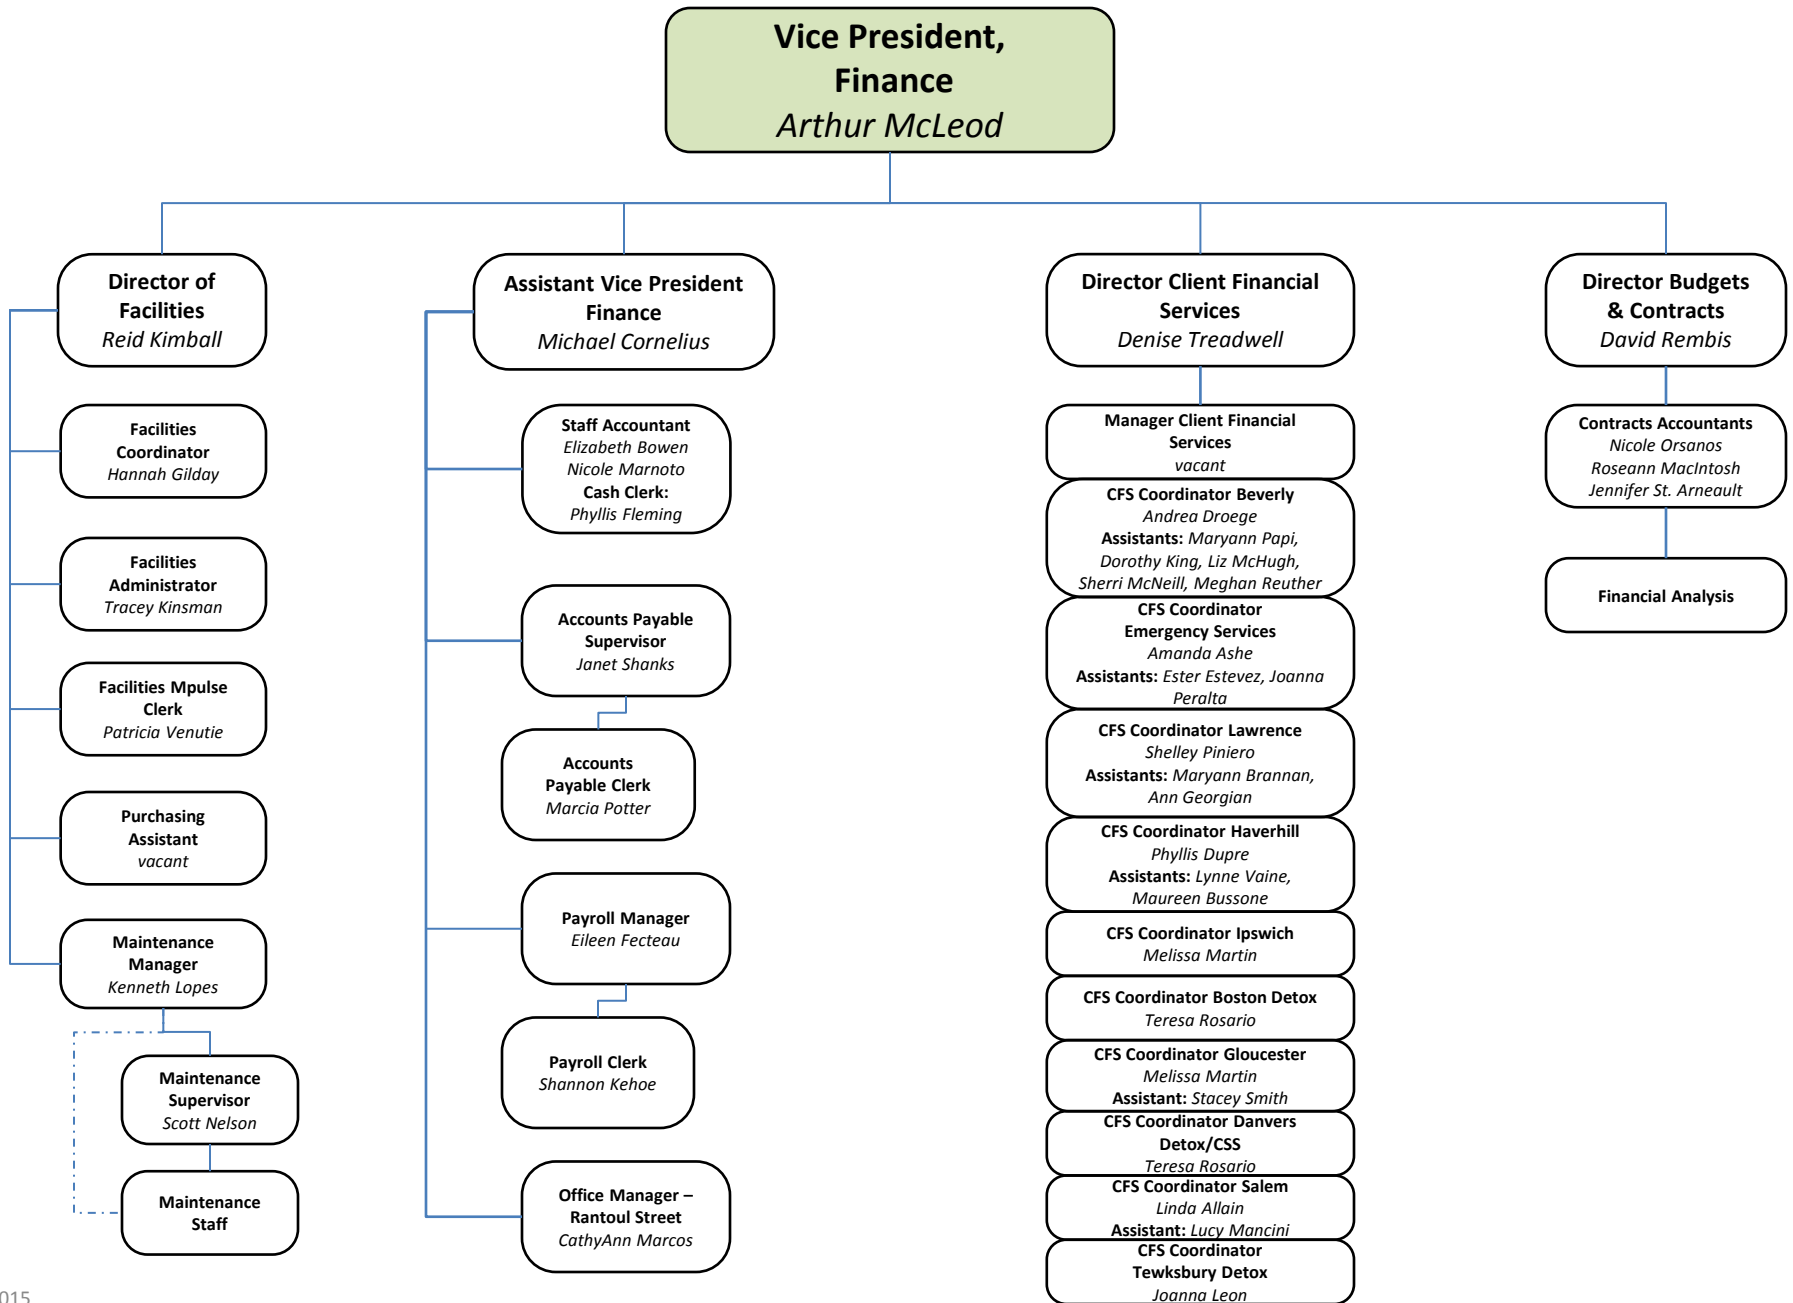 Vice President,
Finance
Arthur McLeod
Director of
Facilities
Reid Kimball
Facilities
Coordinator
Hannah Gilday
Facilities
Administrator
Tracey Kinsman
Facilities Mpulse
Clerk
Patricia Venutie
Purchasing
Assistant
vacant
Maintenance
Manager
Kenneth Lopes
Maintenance
Supervisor
Scott Nelson
Maintenance
Staff
Assistant Vice President
Finance
Michael Cornelius
Staff Accountant
Elizabeth Bowen
Nicole Marnoto
Cash Clerk:
Phyllis Fleming
Accounts Payable
Supervisor
Janet Shanks
Accounts
Payable Clerk
Marcia Potter
Payroll Manager
Eileen Fecteau
Payroll Clerk
Shannon Kehoe
Office Manager –
Rantoul Street
CathyAnn Marcos
Director Client Financial
Services
Denise Treadwell
Manager Client Financial
Services
vacant
CFS Coordinator Beverly
Andrea Droege
Assistants: Maryann Papi,
Dorothy King, Liz McHugh,
Sherri McNeill, Meghan Reuther
CFS Coordinator
Emergency Services
Amanda Ashe
Assistants: Ester Estevez, Joanna
Peralta
CFS Coordinator Lawrence
Shelley Piniero
Assistants: Maryann Brannan,
Ann Georgian
CFS Coordinator Haverhill
Phyllis Dupre
Assistants: Lynne Vaine,
Maureen Bussone
CFS Coordinator Ipswich
Melissa Martin
CFS Coordinator Boston Detox
Teresa Rosario
CFS Coordinator Gloucester
Melissa Martin
Assistant: Stacey Smith
CFS Coordinator Danvers
Detox/CSS
Teresa Rosario
CFS Coordinator Salem
Linda Allain
Assistant: Lucy Mancini
CFS Coordinator
Tewksbury Detox
Joanna Leon
Director Budgets
& Contracts
David Rembis
Contracts Accountants
Nicole Orsanos
Roseann MacIntosh
Jennifer St. Arneault
Financial Analysis
015